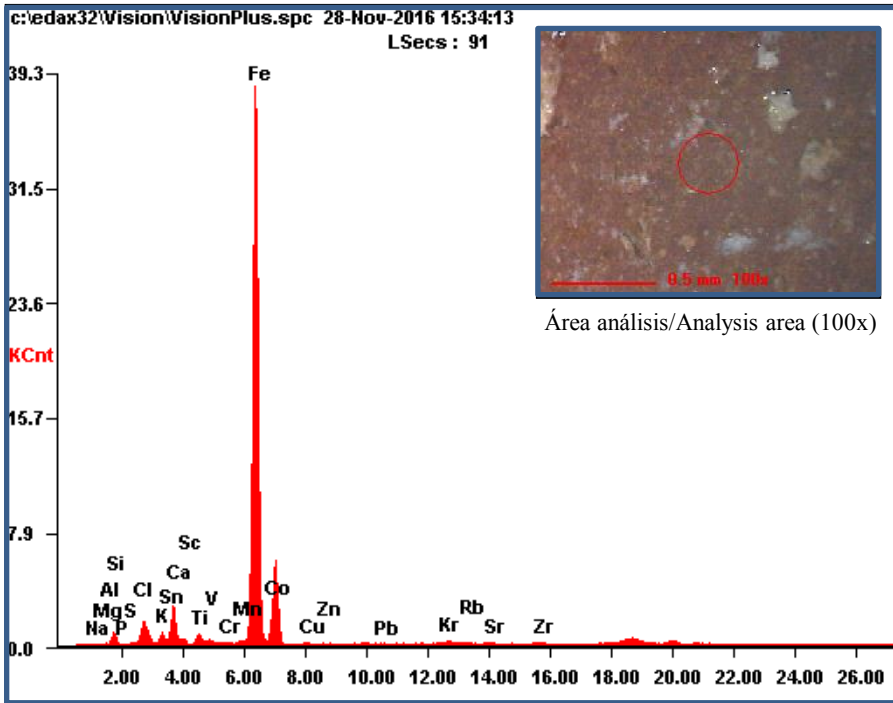 c:\edax32\Vision\VisionPlus.spc 28-Nov-2016 15:34:13
LSecs : 91
39.3
31.5
23.6
KCnt
15.7
7.9
0.0
Fe
Sc
Si
Ca
Al
Cl
Sn
V
Mg
S
K
Ti
Mn
Co
Zn
Rb
Na
P
Cr
Cu
Pb
Kr
Sr
Zr
2.00 4.00 6.00 8.00 10.00 12.00 14.00 16.00 18.00 20.00 22.00 24.00 26.00
0.5 mm 100x
Área análisis/Analysis area (100x)